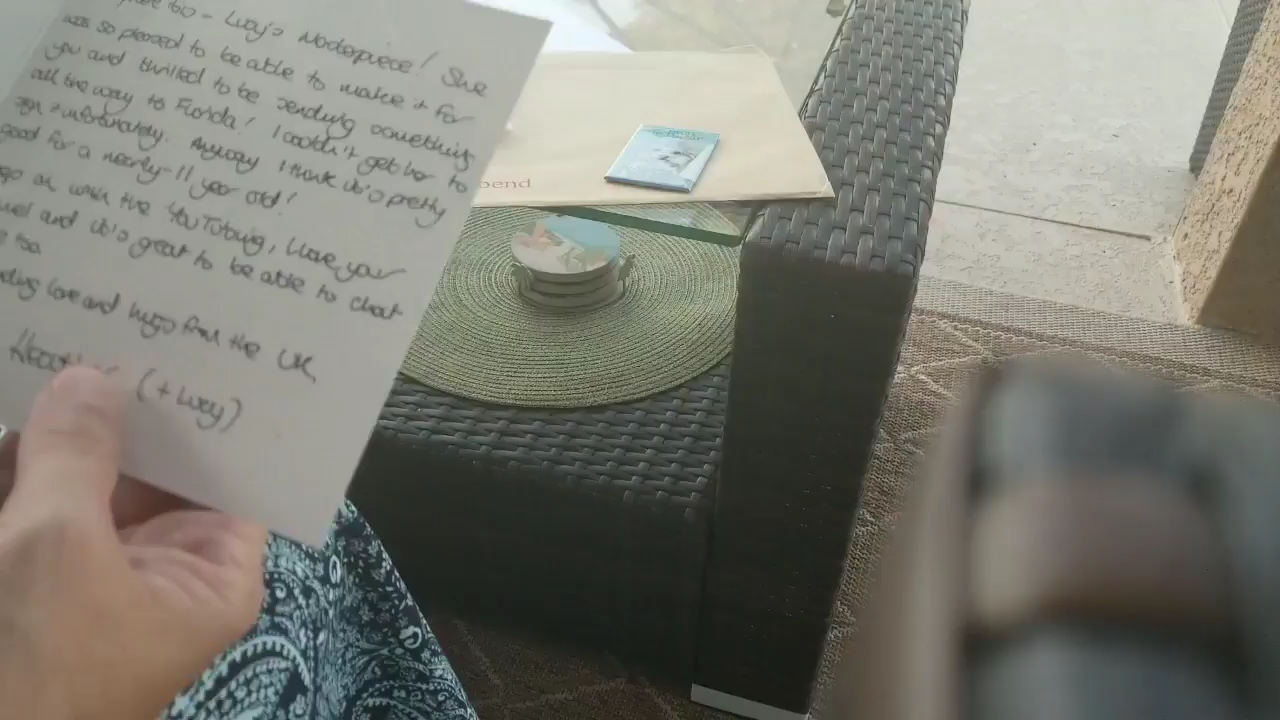 too - Lucy's Masterpiece! She
was so pleased to be able to make it for
you and thrilled to be sending something
all the way to Florida! I couldn't get her to
sign it unfortunately. Anyway I think it's pretty
good for a nearly-11 year old!
on with the YouTubing, I love your
and it's great to be able to chat
too.
love and hugs from the UK
(+ Lucy)
bend